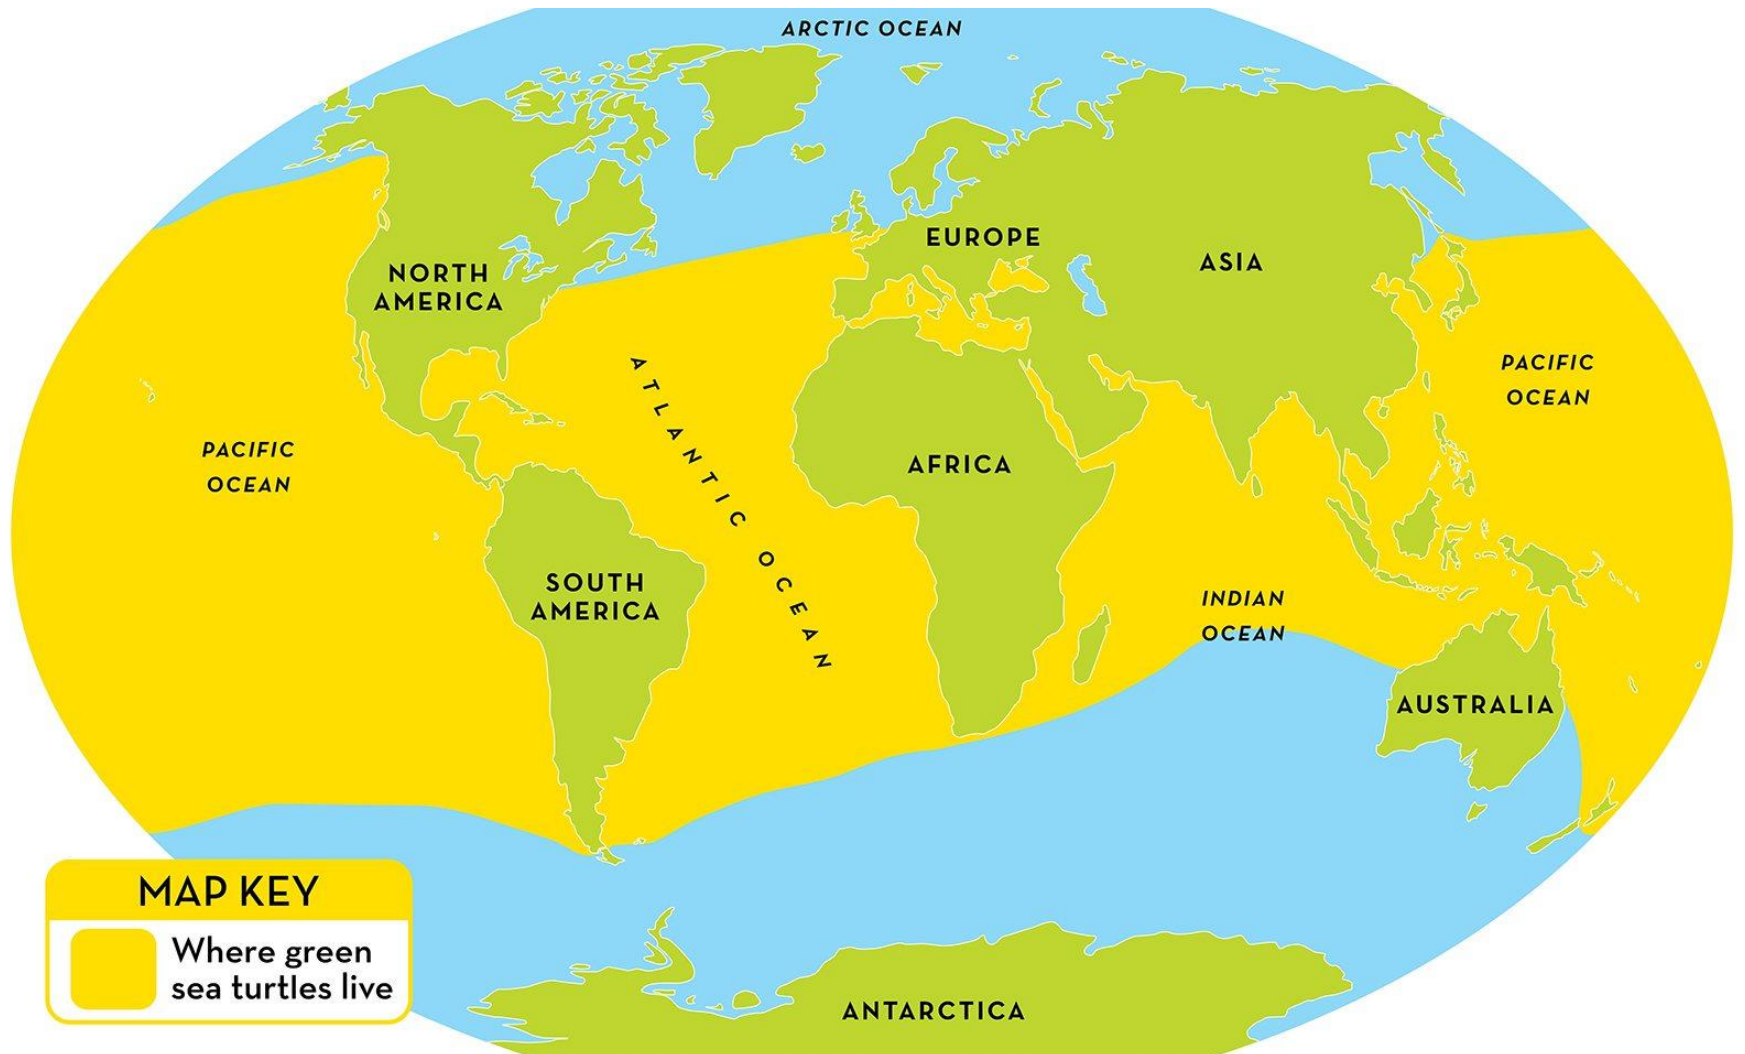 ARCTIC OCEAN
EUROPE
ASIA
NORTH
AMERICA
ATLANTIC OCEAN
PACIFIC
OCEAN
PACIFIC
OCEAN
AFRICA
SOUTH
AMERICA
INDIAN
OCEAN
AUSTRALIA
MAP KEY
Where green
sea turtles live
ANTARCTICA